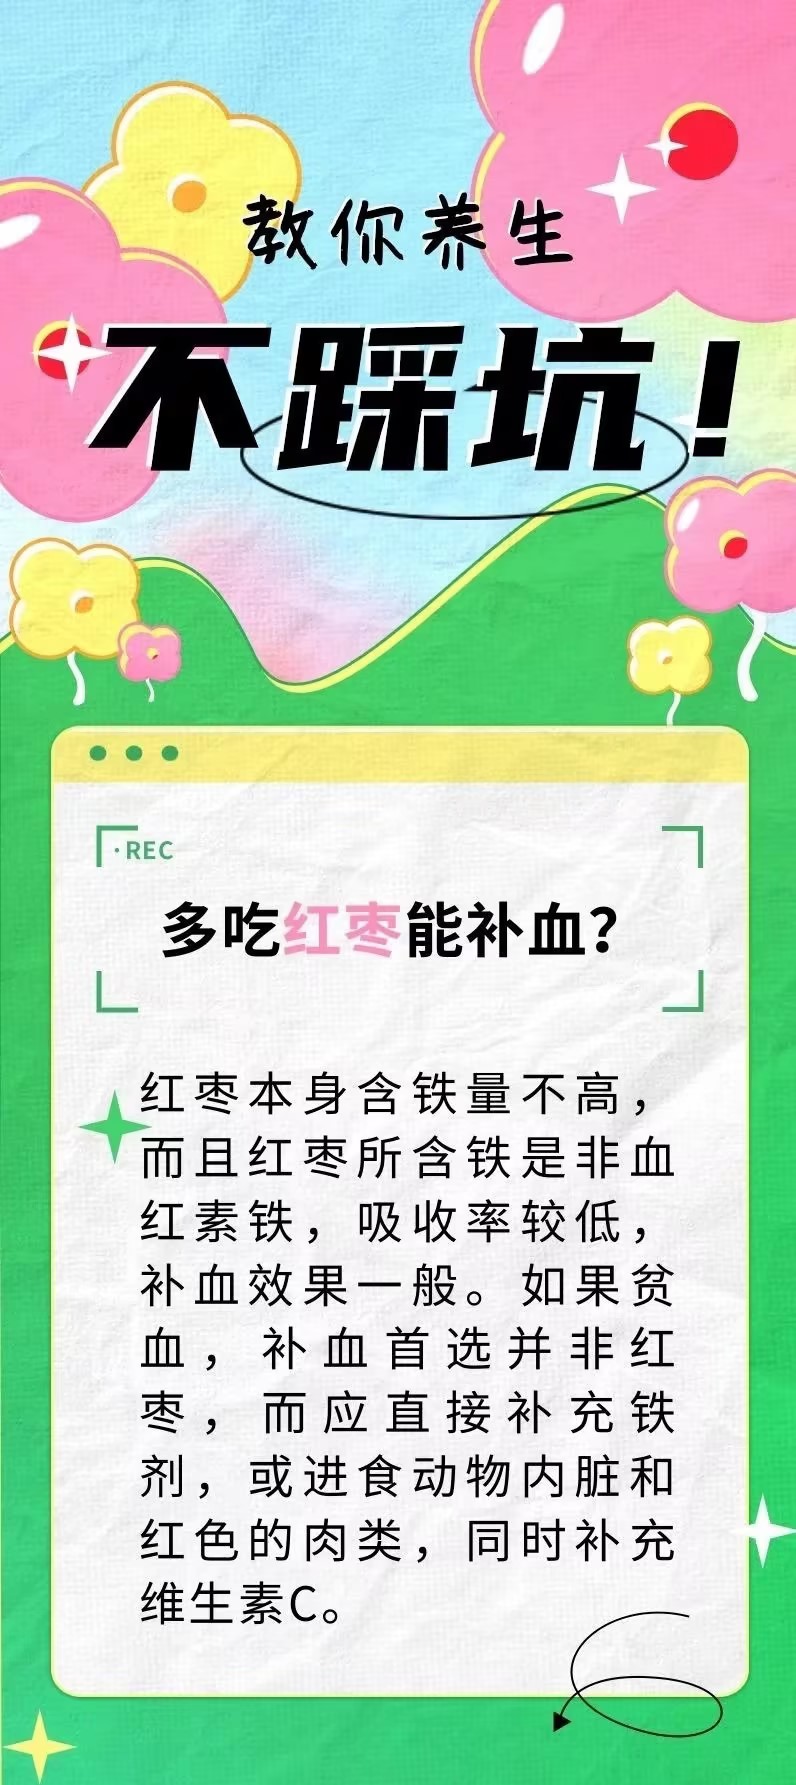 教你养生
不踩坑!
·REC
多吃红枣能补血?
红枣本身含铁量不高，
而且红枣所含铁是非血
红素铁，吸收率较低，
补血效果一般。如果贫
血，补血首选并非红
枣，而应直接补充铁
剂，或进食动物内脏和
红色的肉类，同时补充
维生素C。